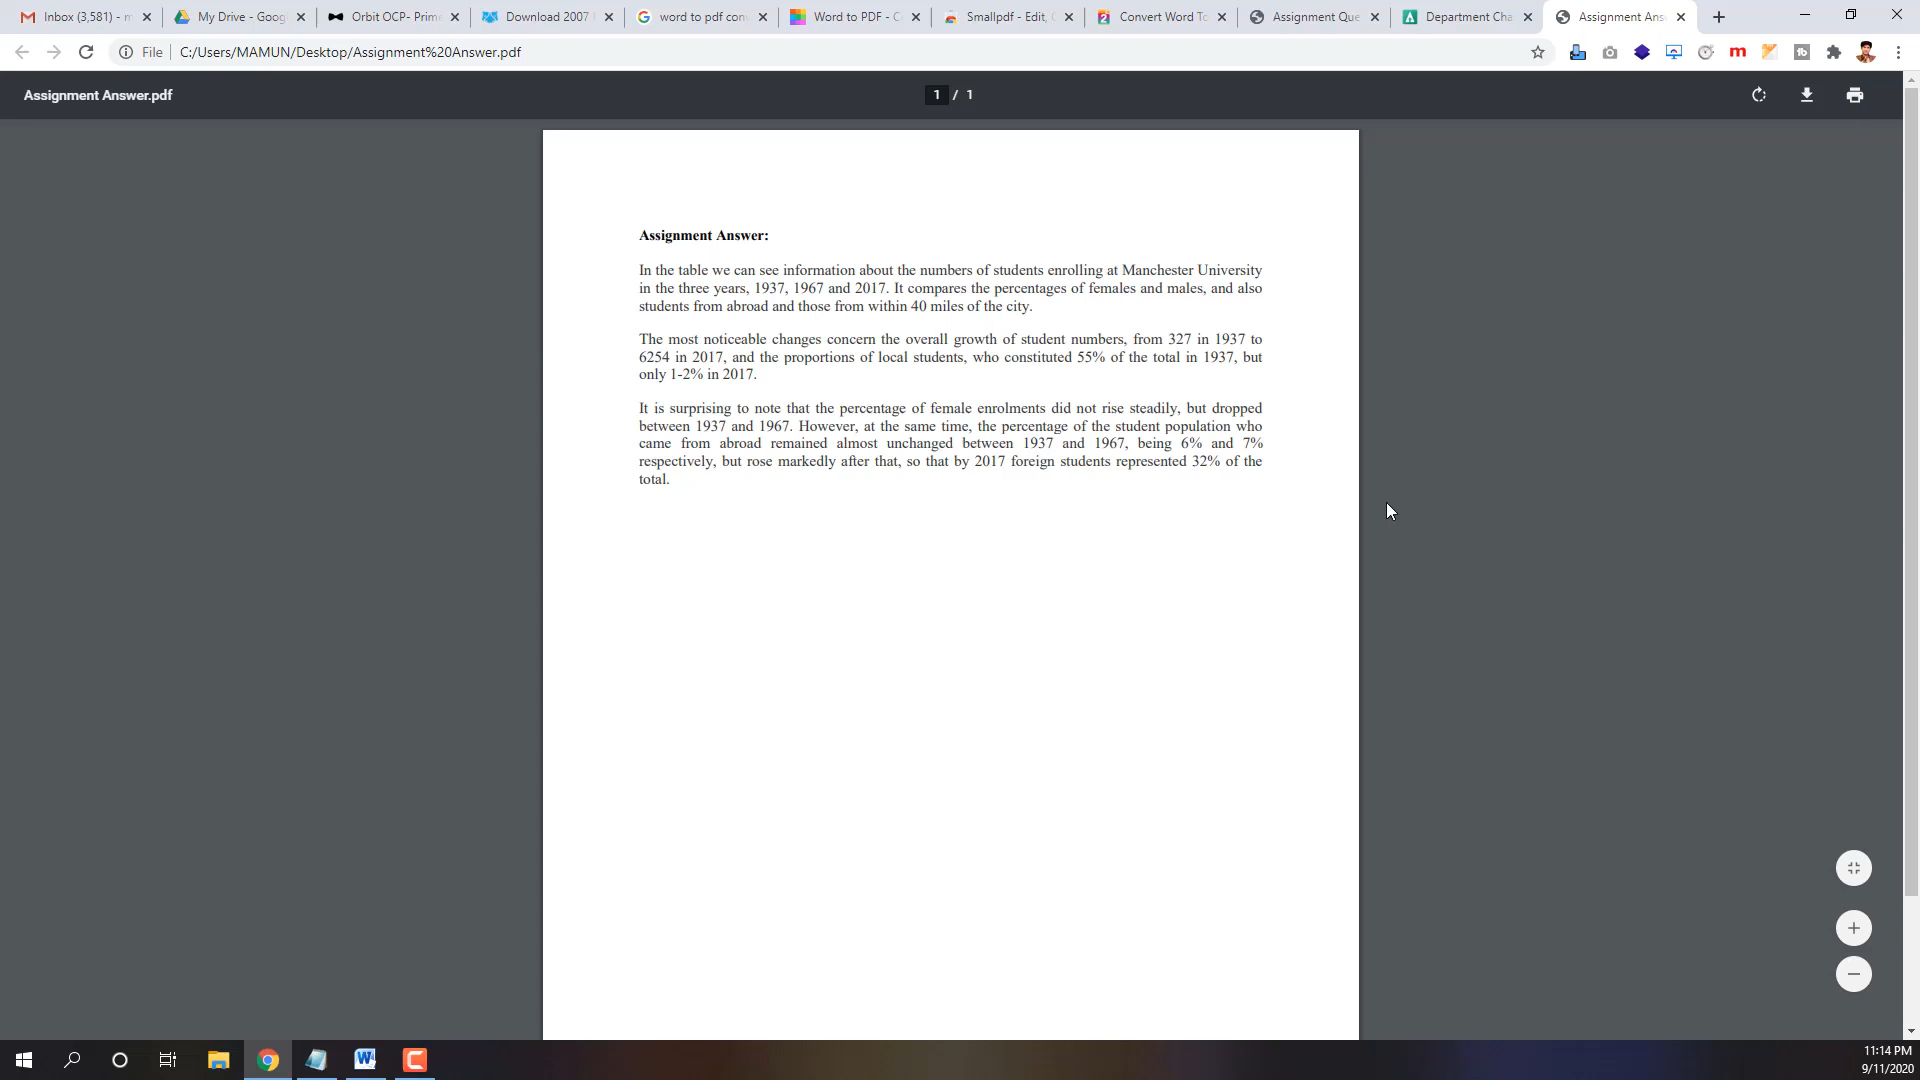 Inbox (3,581) - m
My Drive - Goog
Orbit OCP- Prim
Download 2007
word to pdf con
Word to PDF - C
Smallpdf - Edit, C
Convert Word To
Assignment Que
Department Cha
Assignment Ans
File
C:/Users/MAMUN/Desktop/Assignment%20Answer.pdf
Assignment Answer.pdf
1 / 1
Assignment Answer:
In the table we can see information about the numbers of students enrolling at Manchester University
in the three years, 1937, 1967 and 2017. It compares the percentages of females and males, and also
students from abroad and those from within 40 miles of the city.
The most noticeable changes concern the overall growth of student numbers, from 327 in 1937 to
6254 in 2017, and the proportions of local students, who constituted 55% of the total in 1937, but
only 1-2% in 2017.
It is surprising to note that the percentage of female enrolments did not rise steadily, but dropped
between 1937 and 1967. However, at the same time, the percentage of the student population who
came from abroad remained almost unchanged between 1937 and 1967, being 6% and 7%
respectively, but rose markedly after that, so that by 2017 foreign students represented 32% of the
total.
11:14 PM
9/11/2020